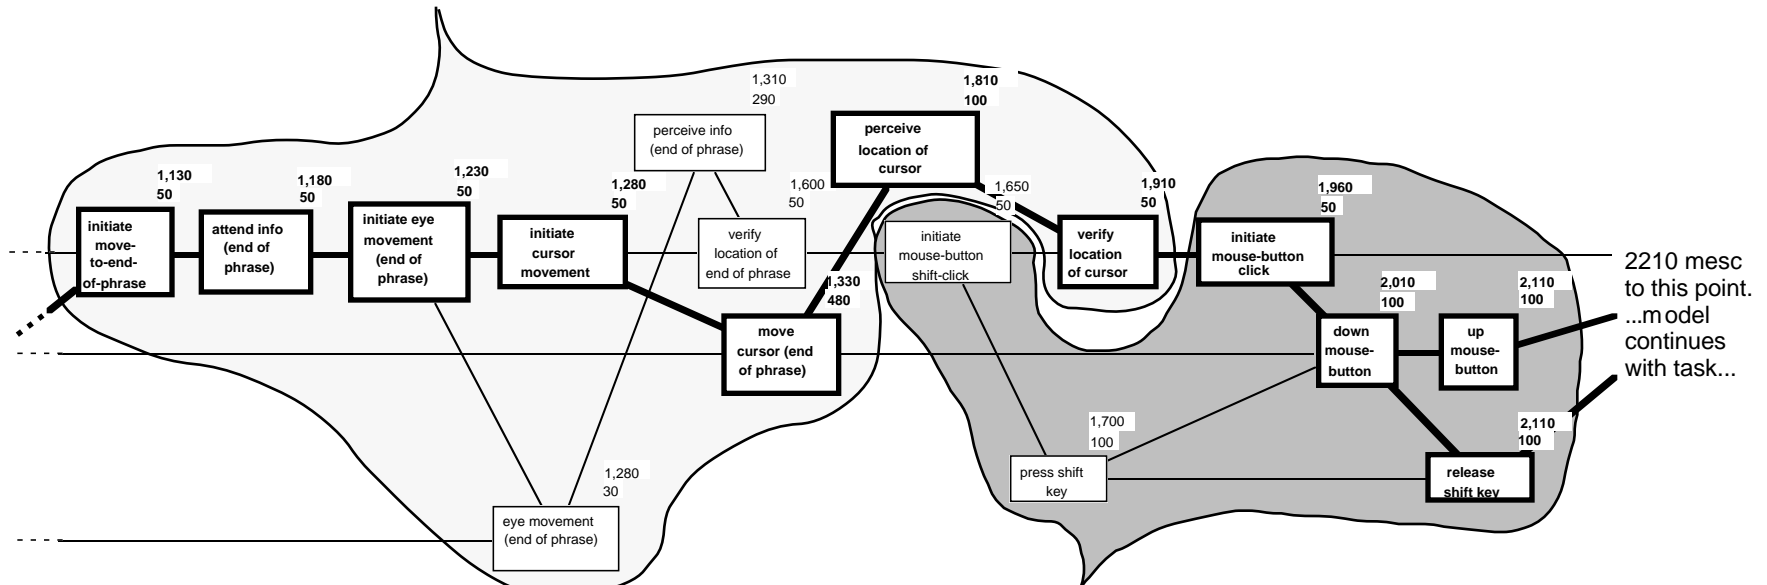 1,310
290
perceive info
(end of phrase)
1,810
100
perceive
location of
cursor
1,130
50
initiate
move-
to-end-
of-phrase
1,180
50
attend info
(end of
phrase)
1,230
50
initiate eye
movement
(end of
phrase)
1,280
50
initiate
cursor
movement
1,600
50
verify
location of
end of phrase
1,650
50
initiate
mouse-button
shift-click
1,910
50
verify
location
of cursor
1,960
50
initiate
mouse-button
click
1,330
480
move
cursor (end
of phrase)
2,010
100
down
mouse-
button
2,110
100
up
mouse-
button
2210 mesc
to this point.
...model
continues
with task...
1,700
100
press shift
key
2,110
100
release
shift key
1,280
30
eye movement
(end of phrase)